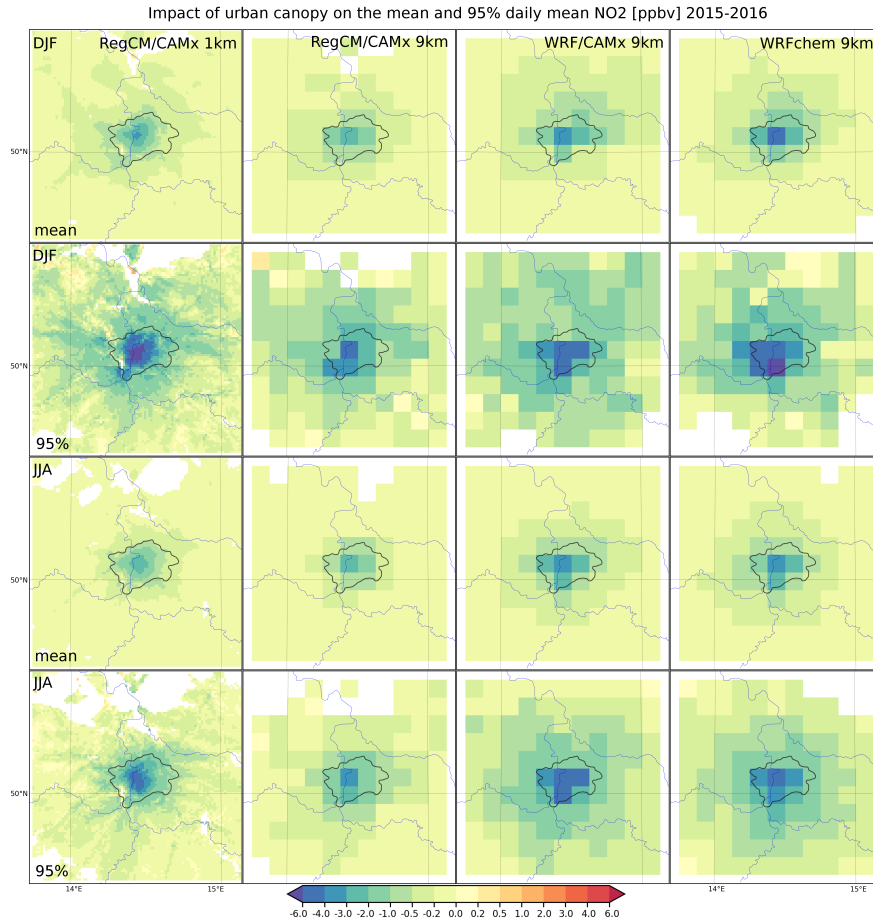 Impact of urban canopy on the mean and 95% daily mean NO2 [ppbv] 2015-2016
DJF RegCM/CAMx 1km RegCM/CAMx 9km WRF/CAMx 9km WRFchem 9km
50°N
mean
DJF
50°N
95%
JJA
50°N
mean
JJA
50°N
95%
14°E 15°E 14°E 15°E
-6.0 -4.0 -3.0 -2.0 -1.0 -0.5 -0.2 0.0 0.2 0.5 1.0 2.0 3.0 4.0 6.0